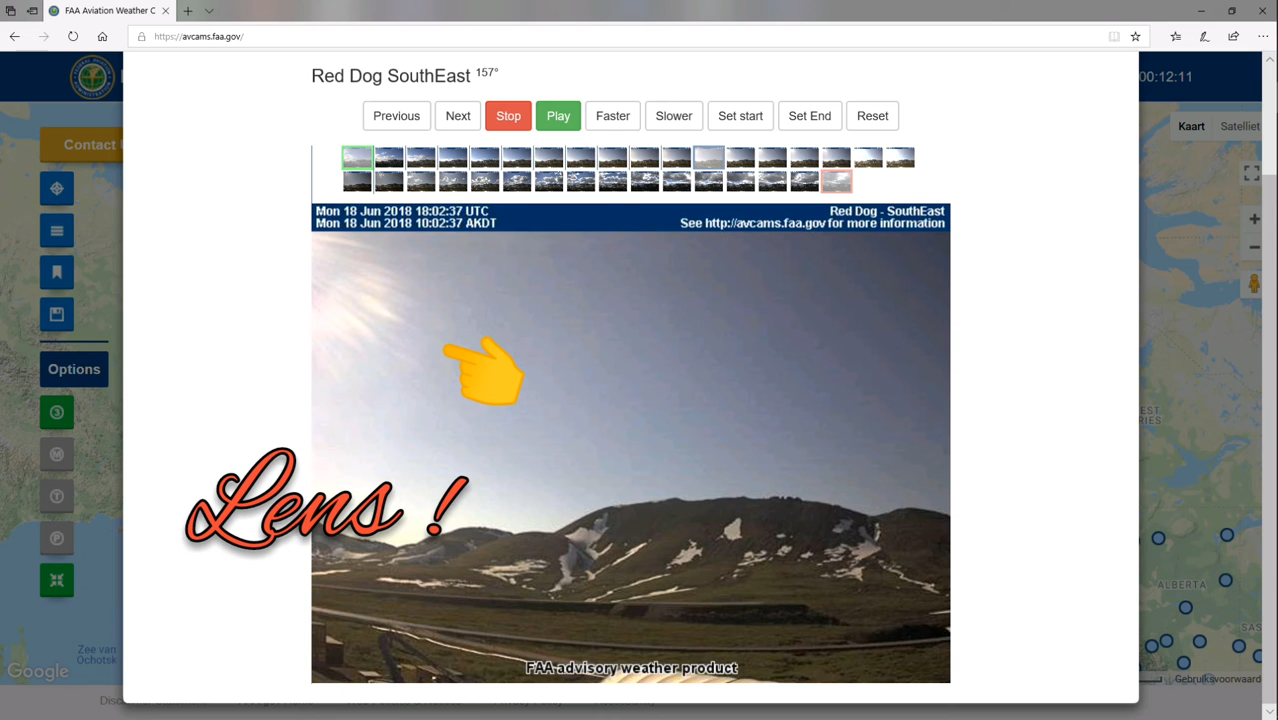 FAA Aviation Weather C
https://avcams.faa.gov/
00:12:11
Contact
Kaart Satelliet
Options
3
M
T
P
Red Dog SouthEast 157°
Previous Next Stop Play Faster Slower Set start Set End Reset
Mon 18 Jun 2018 18:02:37 UTC Red Dog - SouthEast
Mon 18 Jun 2018 10:02:37 AKDT See http://avcams.faa.gov for more information
Lens !
FAA advisory weather product
ALBERTA
Zee van
Ochotsk
Google
Gebruiksvoorwaarde